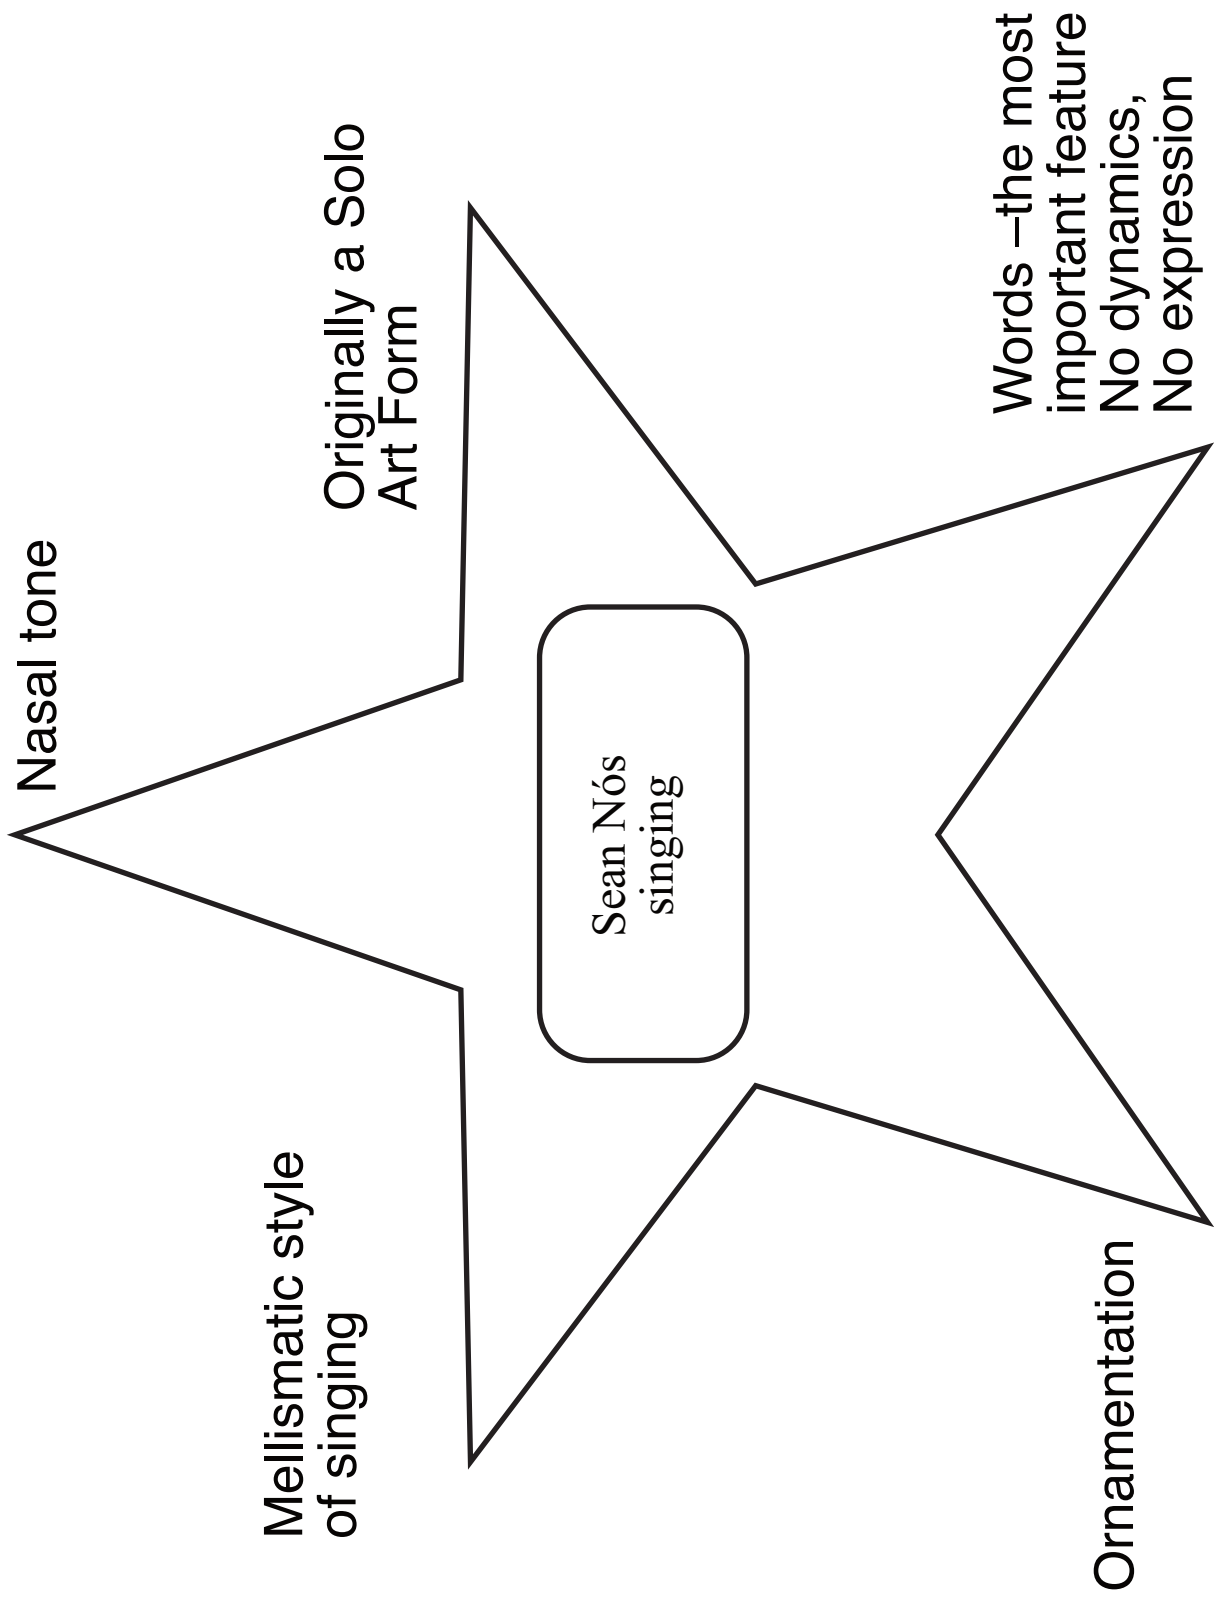 Nasal tone
Mellismatic style
of singing
Originally a Solo
Art Form
Sean Nós
singing
Ornamentation
Words –the most
important feature
No dynamics,
No expression